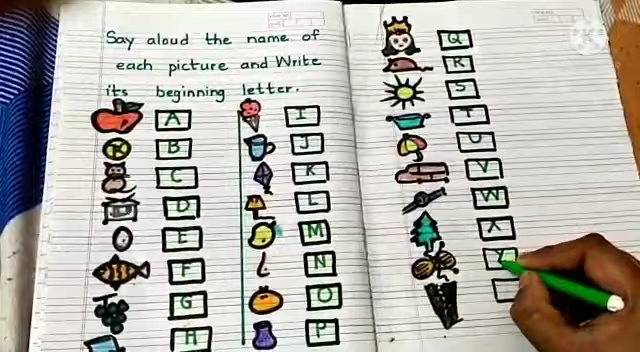 Say aloud the name of
each picture and Write
its beginning letter.
A
B
C
D
E
F
G
H
I
J
K
L
M
N
O
P
Q
R
S
T
U
V
W
X
Y